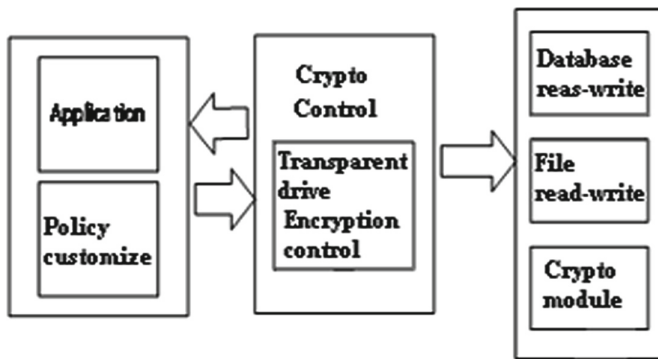 Application
Policy
customize
Crypto
Control
Transparent
drive
Encryption
control
Database
reas-write
File
read-write
Crypto
module